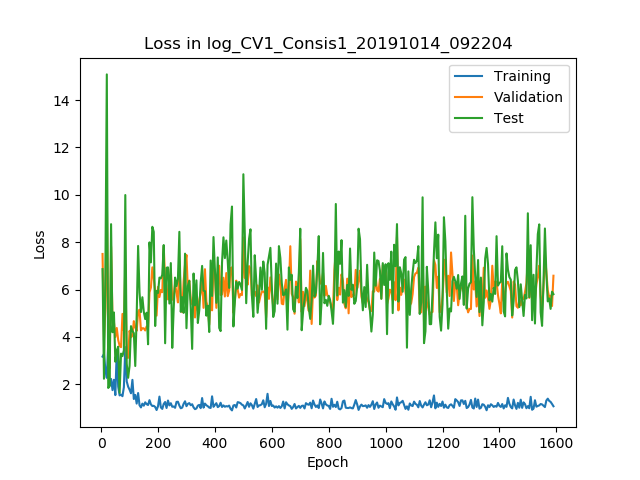 Loss in log_CV1_Consis1_20191014_092204
Training
Validation
Test
14
12
10
8
6
4
2
Loss
0 200 400 600 800 1000 1200 1400 1600
Epoch